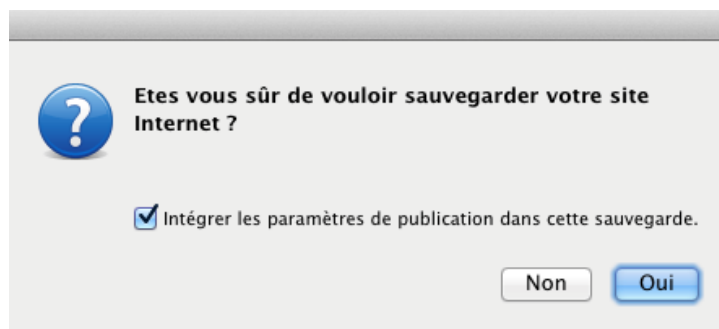 Etes vous sûr de vouloir sauvegarder votre site
Internet ?
Intégrer les paramètres de publication dans cette sauvegarde.
Non Oui